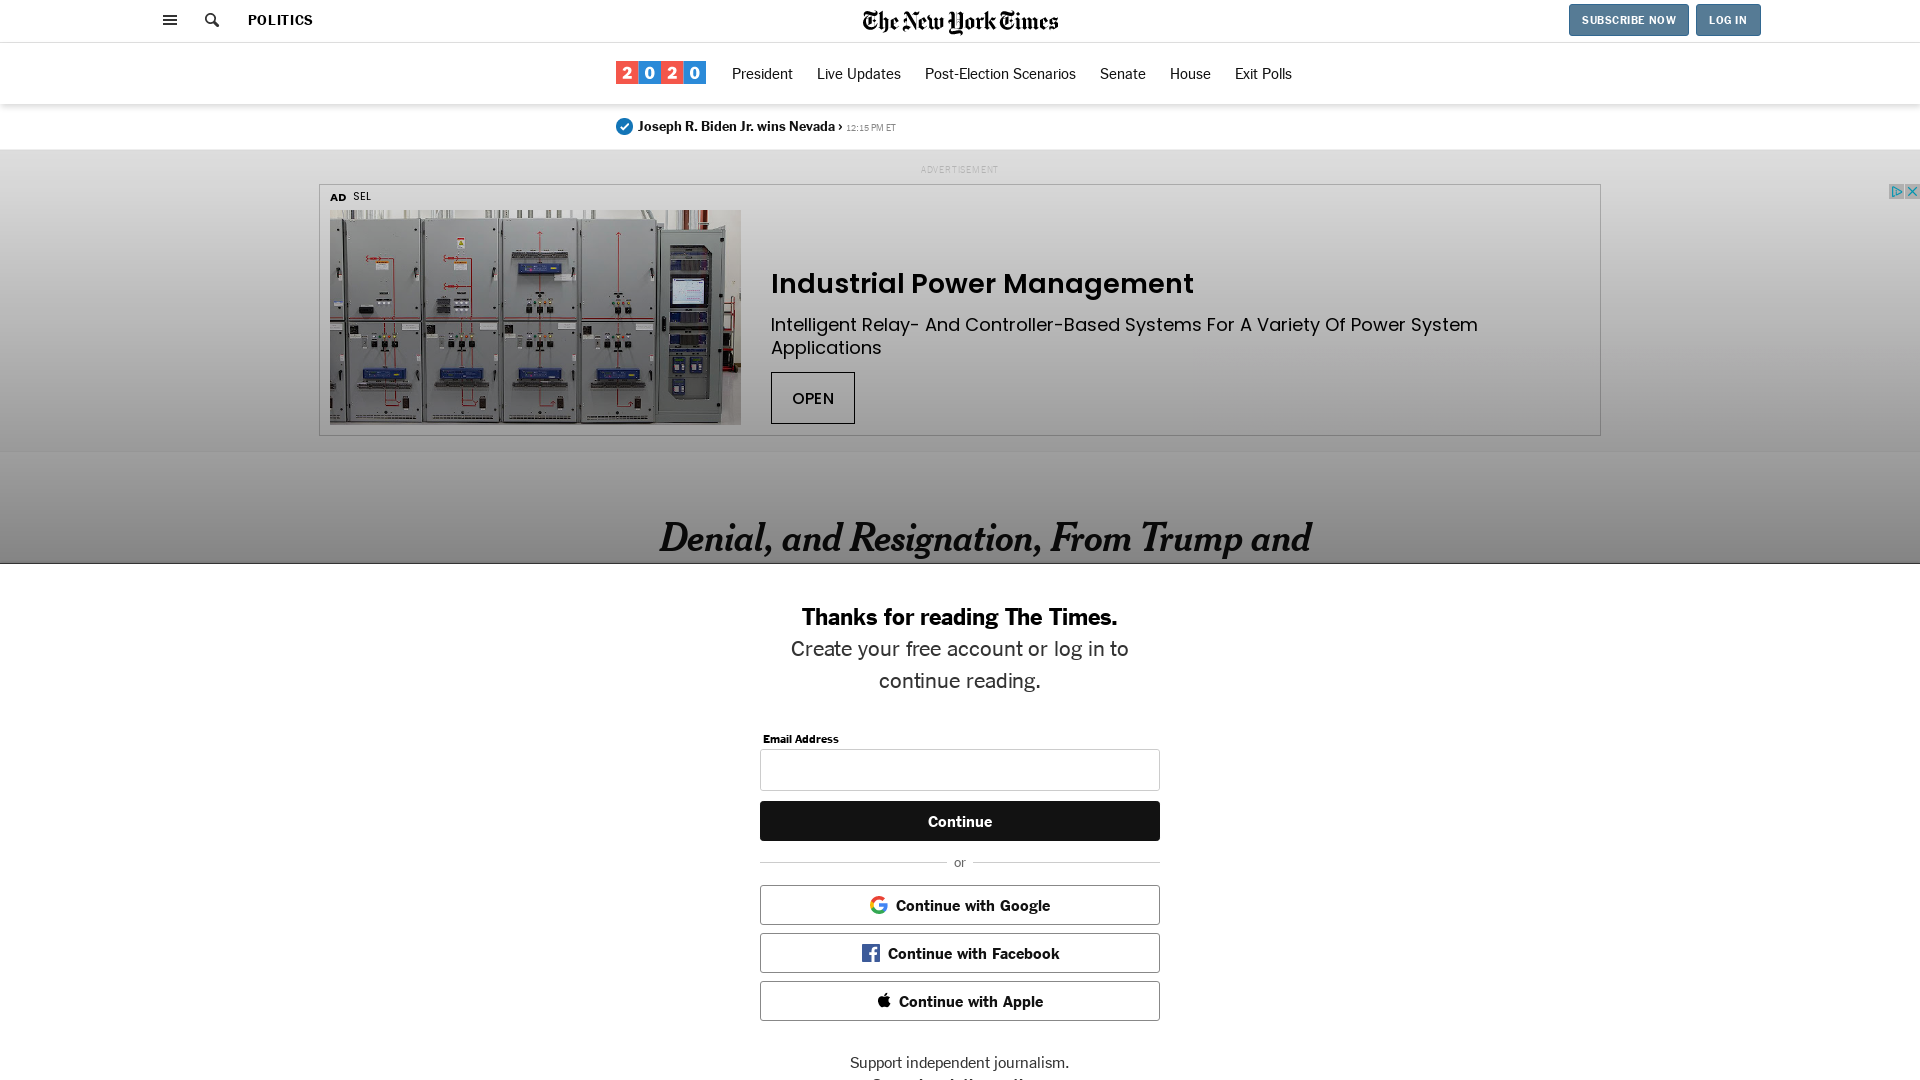 POLITICS
The New York Times
SUBSCRIBE NOW
LOG IN
2020
President
Live Updates
Post-Election Scenarios
Senate
House
Exit Polls
Joseph R. Biden Jr. wins Nevada › 12:15 PM ET
ADVERTISEMENT
AD SEL
Industrial Power Management
Intelligent Relay- And Controller-Based Systems For A Variety Of Power System
Applications
OPEN
Denial, and Resignation, From Trump and
Thanks for reading The Times.
Create your free account or log in to
continue reading.
Email Address
Continue
or
Continue with Google
Continue with Facebook
Continue with Apple
Support independent journalism.